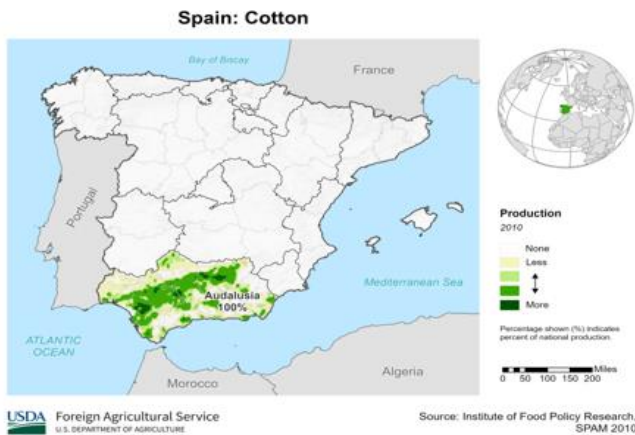 Spain: Cotton
Bay of Biscay
France
Portugal
Production
2010
None
Less
More
Audalusia
100%
Mediterranean Sea
Percentage shown (%) indicates
percent of national production.
ATLANTIC
OCEAN
Algeria
Morocco
Miles
0 50 100 150 200
USDA Foreign Agricultural Service
U.S. DEPARTMENT OF AGRICULTURE
Source: Institute of Food Policy Research,
SPAM 2010